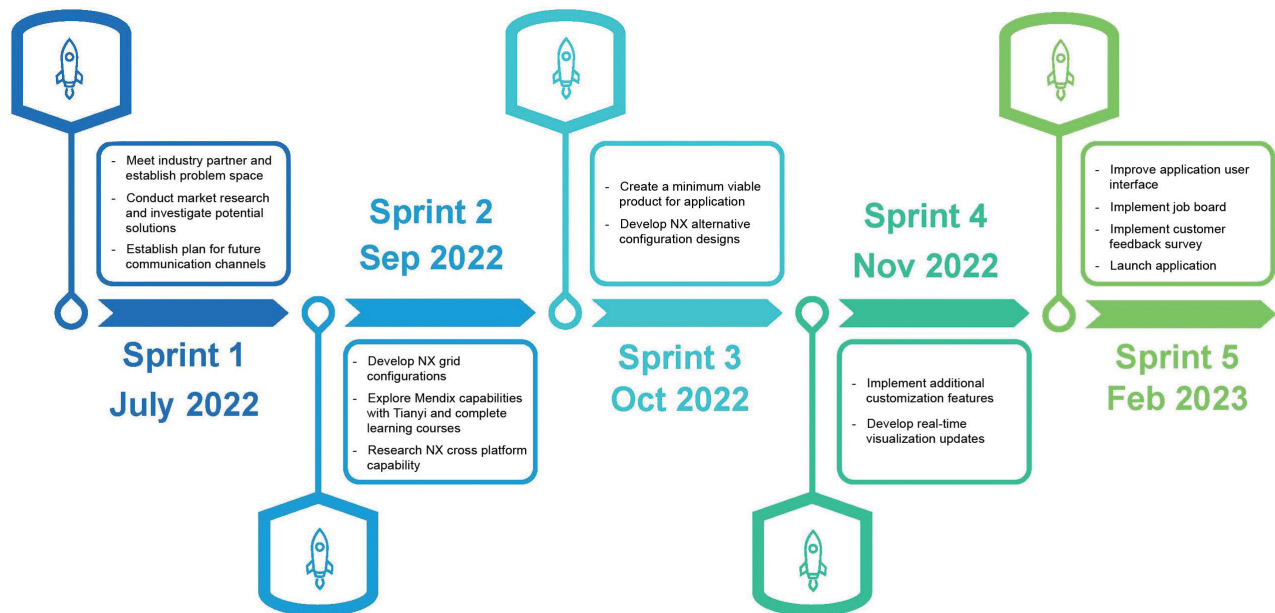 - Meet industry partner and
establish problem space
- Conduct market research
and investigate potential
solutions
- Establish plan for future
communication channels
Sprint 1
July 2022
Sprint 2
Sep 2022
- Develop NX grid
configurations
- Explore Mendix capabilities
with Tianyi and complete
learning courses
- Research NX cross platform
capability
- Create a minimum viable
product for application
- Develop NX alternative
configuration designs
Sprint 3
Oct 2022
Sprint 4
Nov 2022
- Implement additional
customization features
- Develop real-time
visualization updates
- Improve application user
interface
- Implement job board
- Implement customer
feedback survey
- Launch application
Sprint 5
Feb 2023